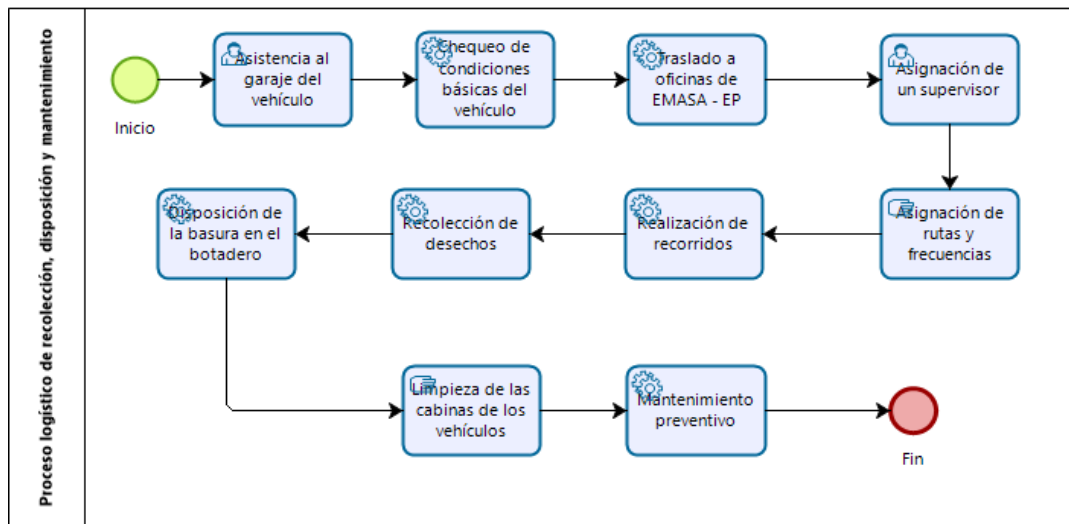 Proceso logístico de recolección, disposición y mantenimiento
Inicio
Asistencia al
garaje del
vehículo
Chequeo de
condiciones
básicas del
vehículo
Traslado a
oficinas de
EMASA - EP
Asignación de
un supervisor
Asignación de
rutas y
frecuencias
Realización de
recorridos
Recolección de
desechos
Disposición de
la basura en el
botadero
Limpieza de las
cabinas de los
vehículos
Mantenimiento
preventivo
Fin